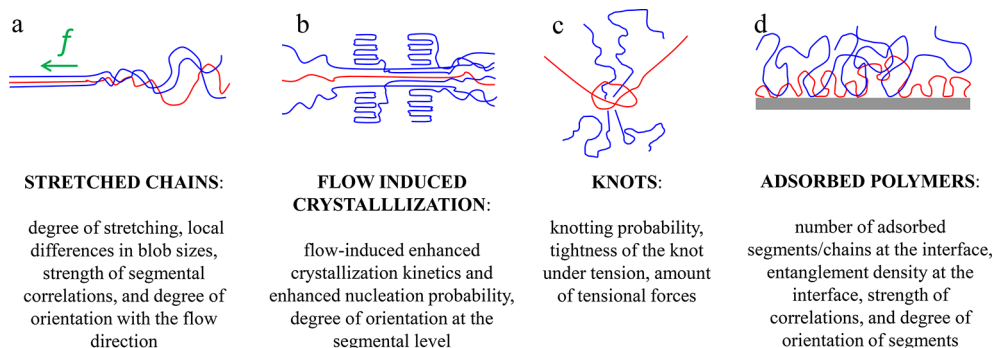 a
b
c
d
f
STRETCHED CHAINS:
degree of stretching, local
differences in blob sizes,
strength of segmental
correlations, and degree of
orientation with the flow
direction
FLOW INDUCED
CRYSTALLLIZATION:
flow-induced enhanced
crystallization kinetics and
enhanced nucleation probability,
degree of orientation at the
segmental level
KNOTS:
knotting probability,
tightness of the knot
under tension, amount
of tensional forces
ADSORBED POLYMERS:
number of adsorbed
segments/chains at the interface,
entanglement density at the
interface, strength of
correlations, and degree of
orientation of segments